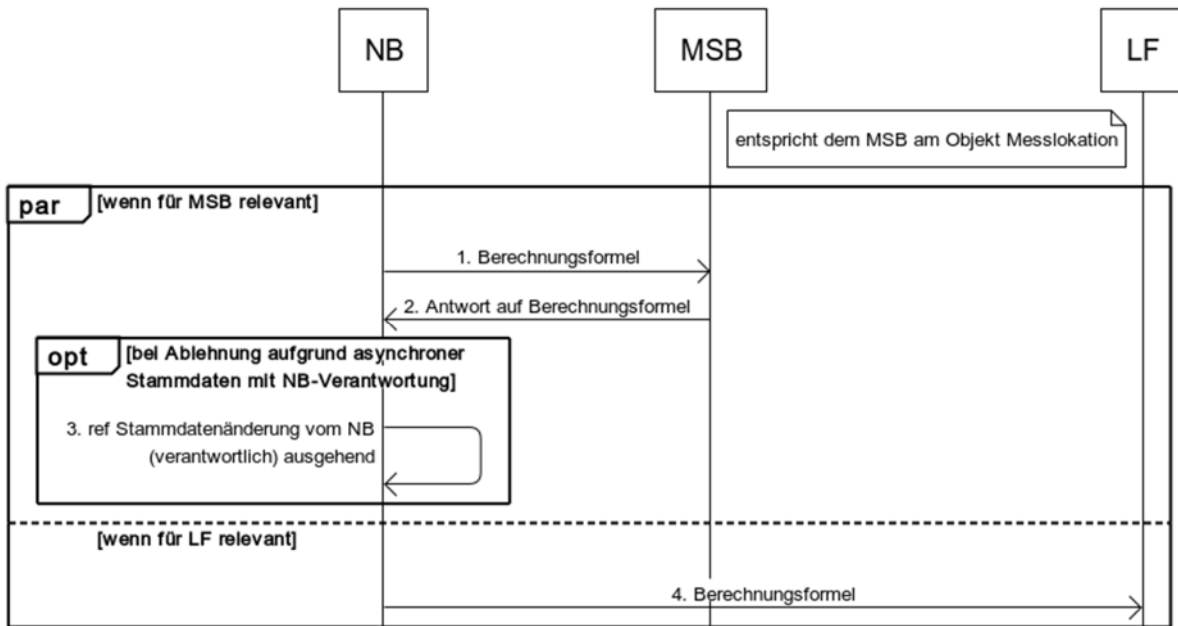 NB
MSB
LF
entspricht dem MSB am Objekt Messlokation
par
[wenn für MSB relevant]
1. Berechnungsformel
2. Antwort auf Berechnungsformel
opt
[bei Ablehnung aufgrund asynchroner
Stammdaten mit NB-Verantwortung]
3. ref Stammdatenänderung vom NB
(verantwortlich) ausgehend
[wenn für LF relevant]
4. Berechnungsformel